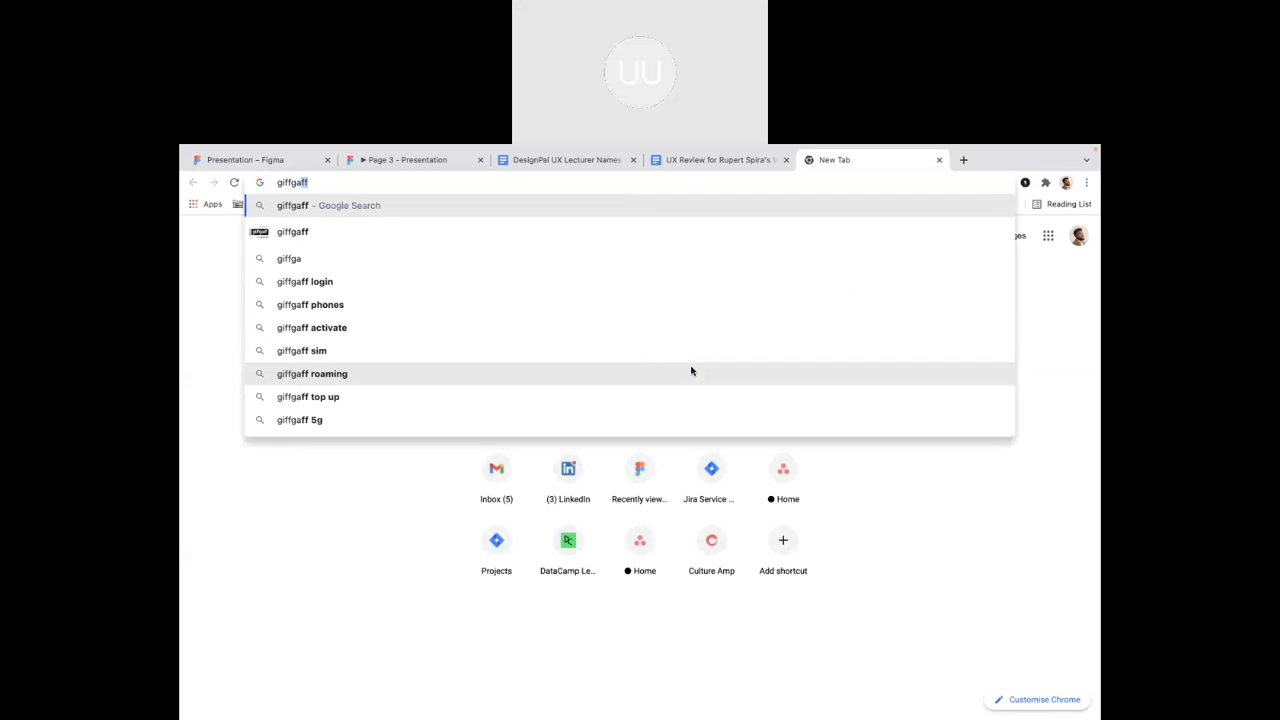 UU
Presentation – Figma
Page 3 - Presentation
DesignPal UX Lecturer Names
UX Review for Rupert Spira's
New Tab
giffgaff
Apps
Reading List
giffgaff - Google Search
giffgaff
ges
giffga
giffgaff login
giffgaff phones
giffgaff activate
giffgaff sim
giffgaff roaming
giffgaff top up
giffgaff 5g
Inbox (5)
(3) LinkedIn
Recently view...
Jira Service ...
Home
Projects
DataCamp Le...
Home
Culture Amp
Add shortcut
Customise Chrome